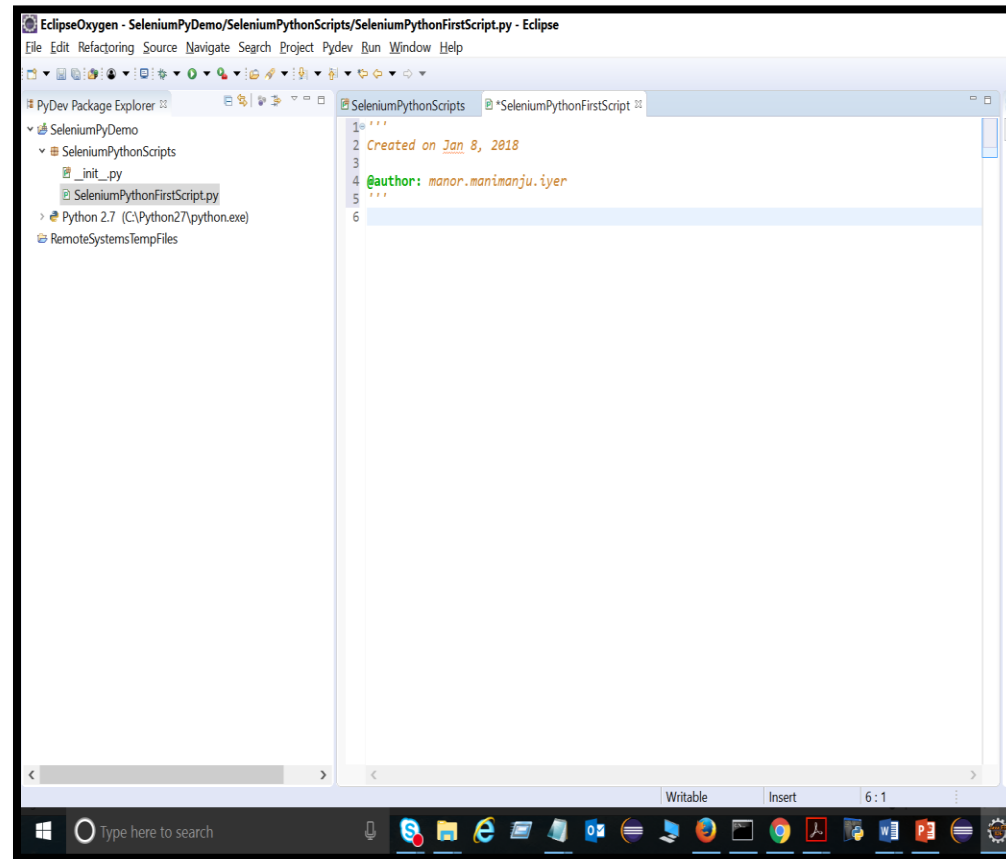 EclipseOxygen - SeleniumPyDemo/SeleniumPythonScripts/SeleniumPythonFirstScript.py - Eclipse
File Edit Refactoring Source Navigate Search Project Pydev Run Window Help
PyDev Package Explorer
SeleniumPythonScripts *SeleniumPythonFirstScript
SeleniumPyDemo
SeleniumPythonScripts
__init__.py
SeleniumPythonFirstScript.py
Python 2.7 (C:\Python27\python.exe)
RemoteSystemsTempFiles
1 '''
2 Created on Jan 8, 2018
3
4 @author: manor.manimanju.iyer
5 '''
6
Writable Insert 6 : 1
Type here to search